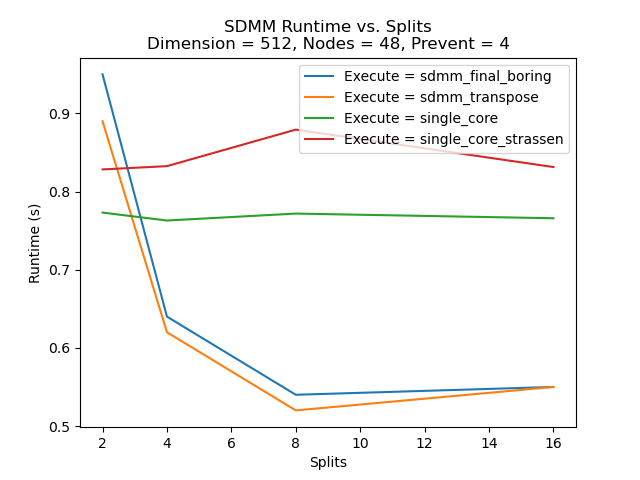 SDMM Runtime vs. Splits
Dimension = 512, Nodes = 48, Prevent = 4
Execute = sdmm_final_boring
Execute = sdmm_transpose
Execute = single_core
Execute = single_core_strassen
Runtime (s)
0.9
0.8
0.7
0.6
0.5
2 4 6 8 10 12 14 16
Splits